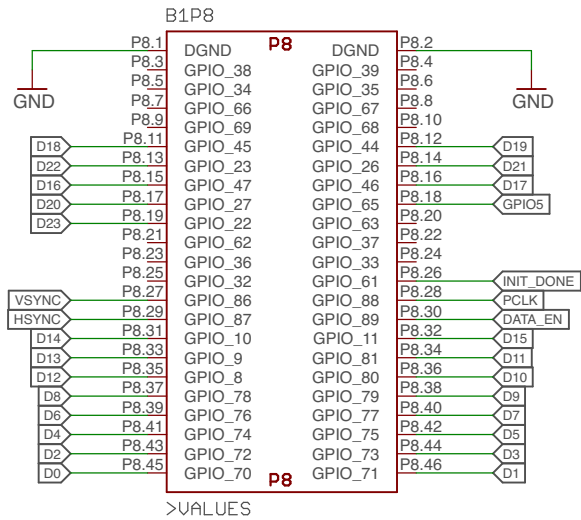 B1P8
P8.1 P8 P8.2
DGND DGND
P8.3 GPIO_38 GPIO_39 P8.4
P8.5 GPIO_34 GPIO_35 P8.6
GND P8.7 GPIO_66 GPIO_67 P8.8 GND
P8.9 GPIO_69 GPIO_68 P8.10
D18 P8.11 GPIO_45 GPIO_44 P8.12 D19
D22 P8.13 GPIO_23 GPIO_26 P8.14 D21
D16 P8.15 GPIO_47 GPIO_46 P8.16 D17
D20 P8.17 GPIO_27 GPIO_65 P8.18 GPIO5
D23 P8.19 GPIO_22 GPIO_63 P8.20
P8.21 GPIO_62 GPIO_37 P8.22
P8.23 GPIO_36 GPIO_33 P8.24
P8.25 GPIO_32 GPIO_61 P8.26 INIT_DONE
VSYNC P8.27 GPIO_86 GPIO_88 P8.28 PCLK
HSYNC P8.29 GPIO_87 GPIO_89 P8.30 DATA_EN
D14 P8.31 GPIO_10 GPIO_11 P8.32 D15
D13 P8.33 GPIO_9 GPIO_81 P8.34 D11
D12 P8.35 GPIO_8 GPIO_80 P8.36 D10
D8 P8.37 GPIO_78 GPIO_79 P8.38 D9
D6 P8.39 GPIO_76 GPIO_77 P8.40 D7
D4 P8.41 GPIO_74 GPIO_75 P8.42 D5
D2 P8.43 GPIO_72 GPIO_73 P8.44 D3
D0 P8.45 GPIO_70 P8 GPIO_71 P8.46 D1
>VALUES